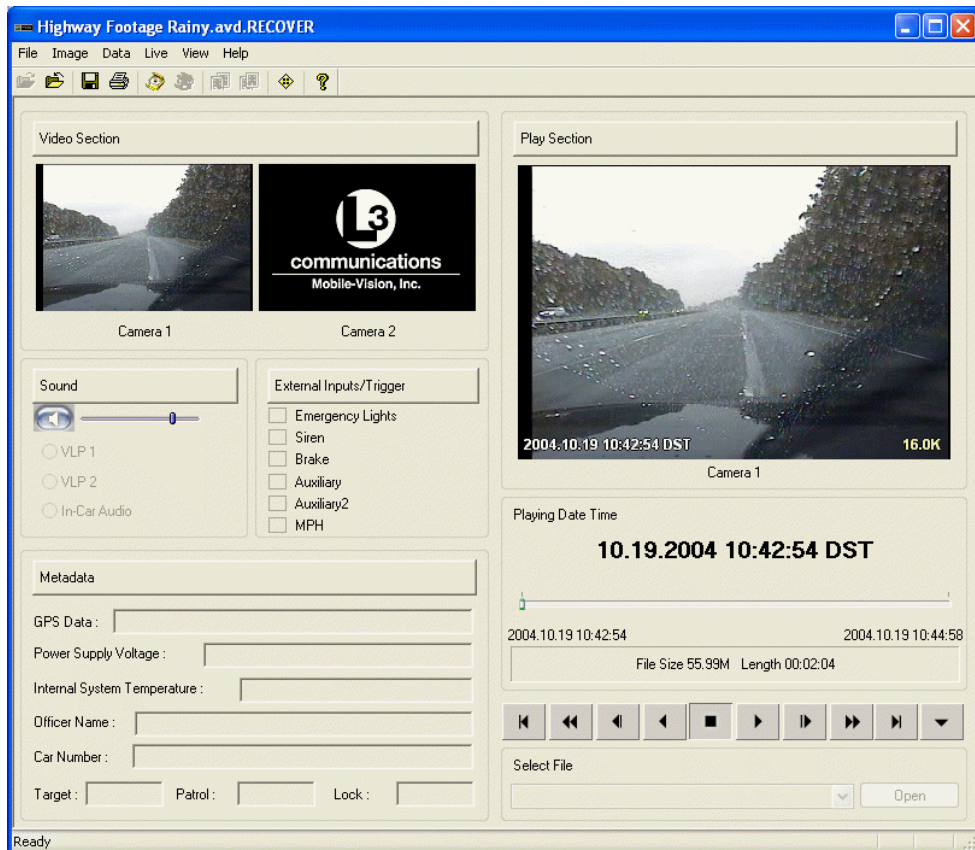 Highway Footage Rainy.avd.RECOVER
File Image Data Live View Help
Video Section
L3
communications
Mobile-Vision, Inc.
Camera 1
Camera 2
Sound
VLP 1
VLP 2
In-Car Audio
External Inputs/Trigger
Emergency Lights
Siren
Brake
Auxiliary
Auxiliary2
MPH
Metadata
GPS Data :
Power Supply Voltage :
Internal System Temperature :
Officer Name :
Car Number :
Target :
Patrol :
Lock :
Play Section
2004.10.19 10:42:54 DST
16.0K
Camera 1
Playing Date Time
10.19.2004 10:42:54 DST
2004.10.19 10:42:54
2004.10.19 10:44:58
File Size 55.99M Length 00:02:04
Select File
Open
Ready